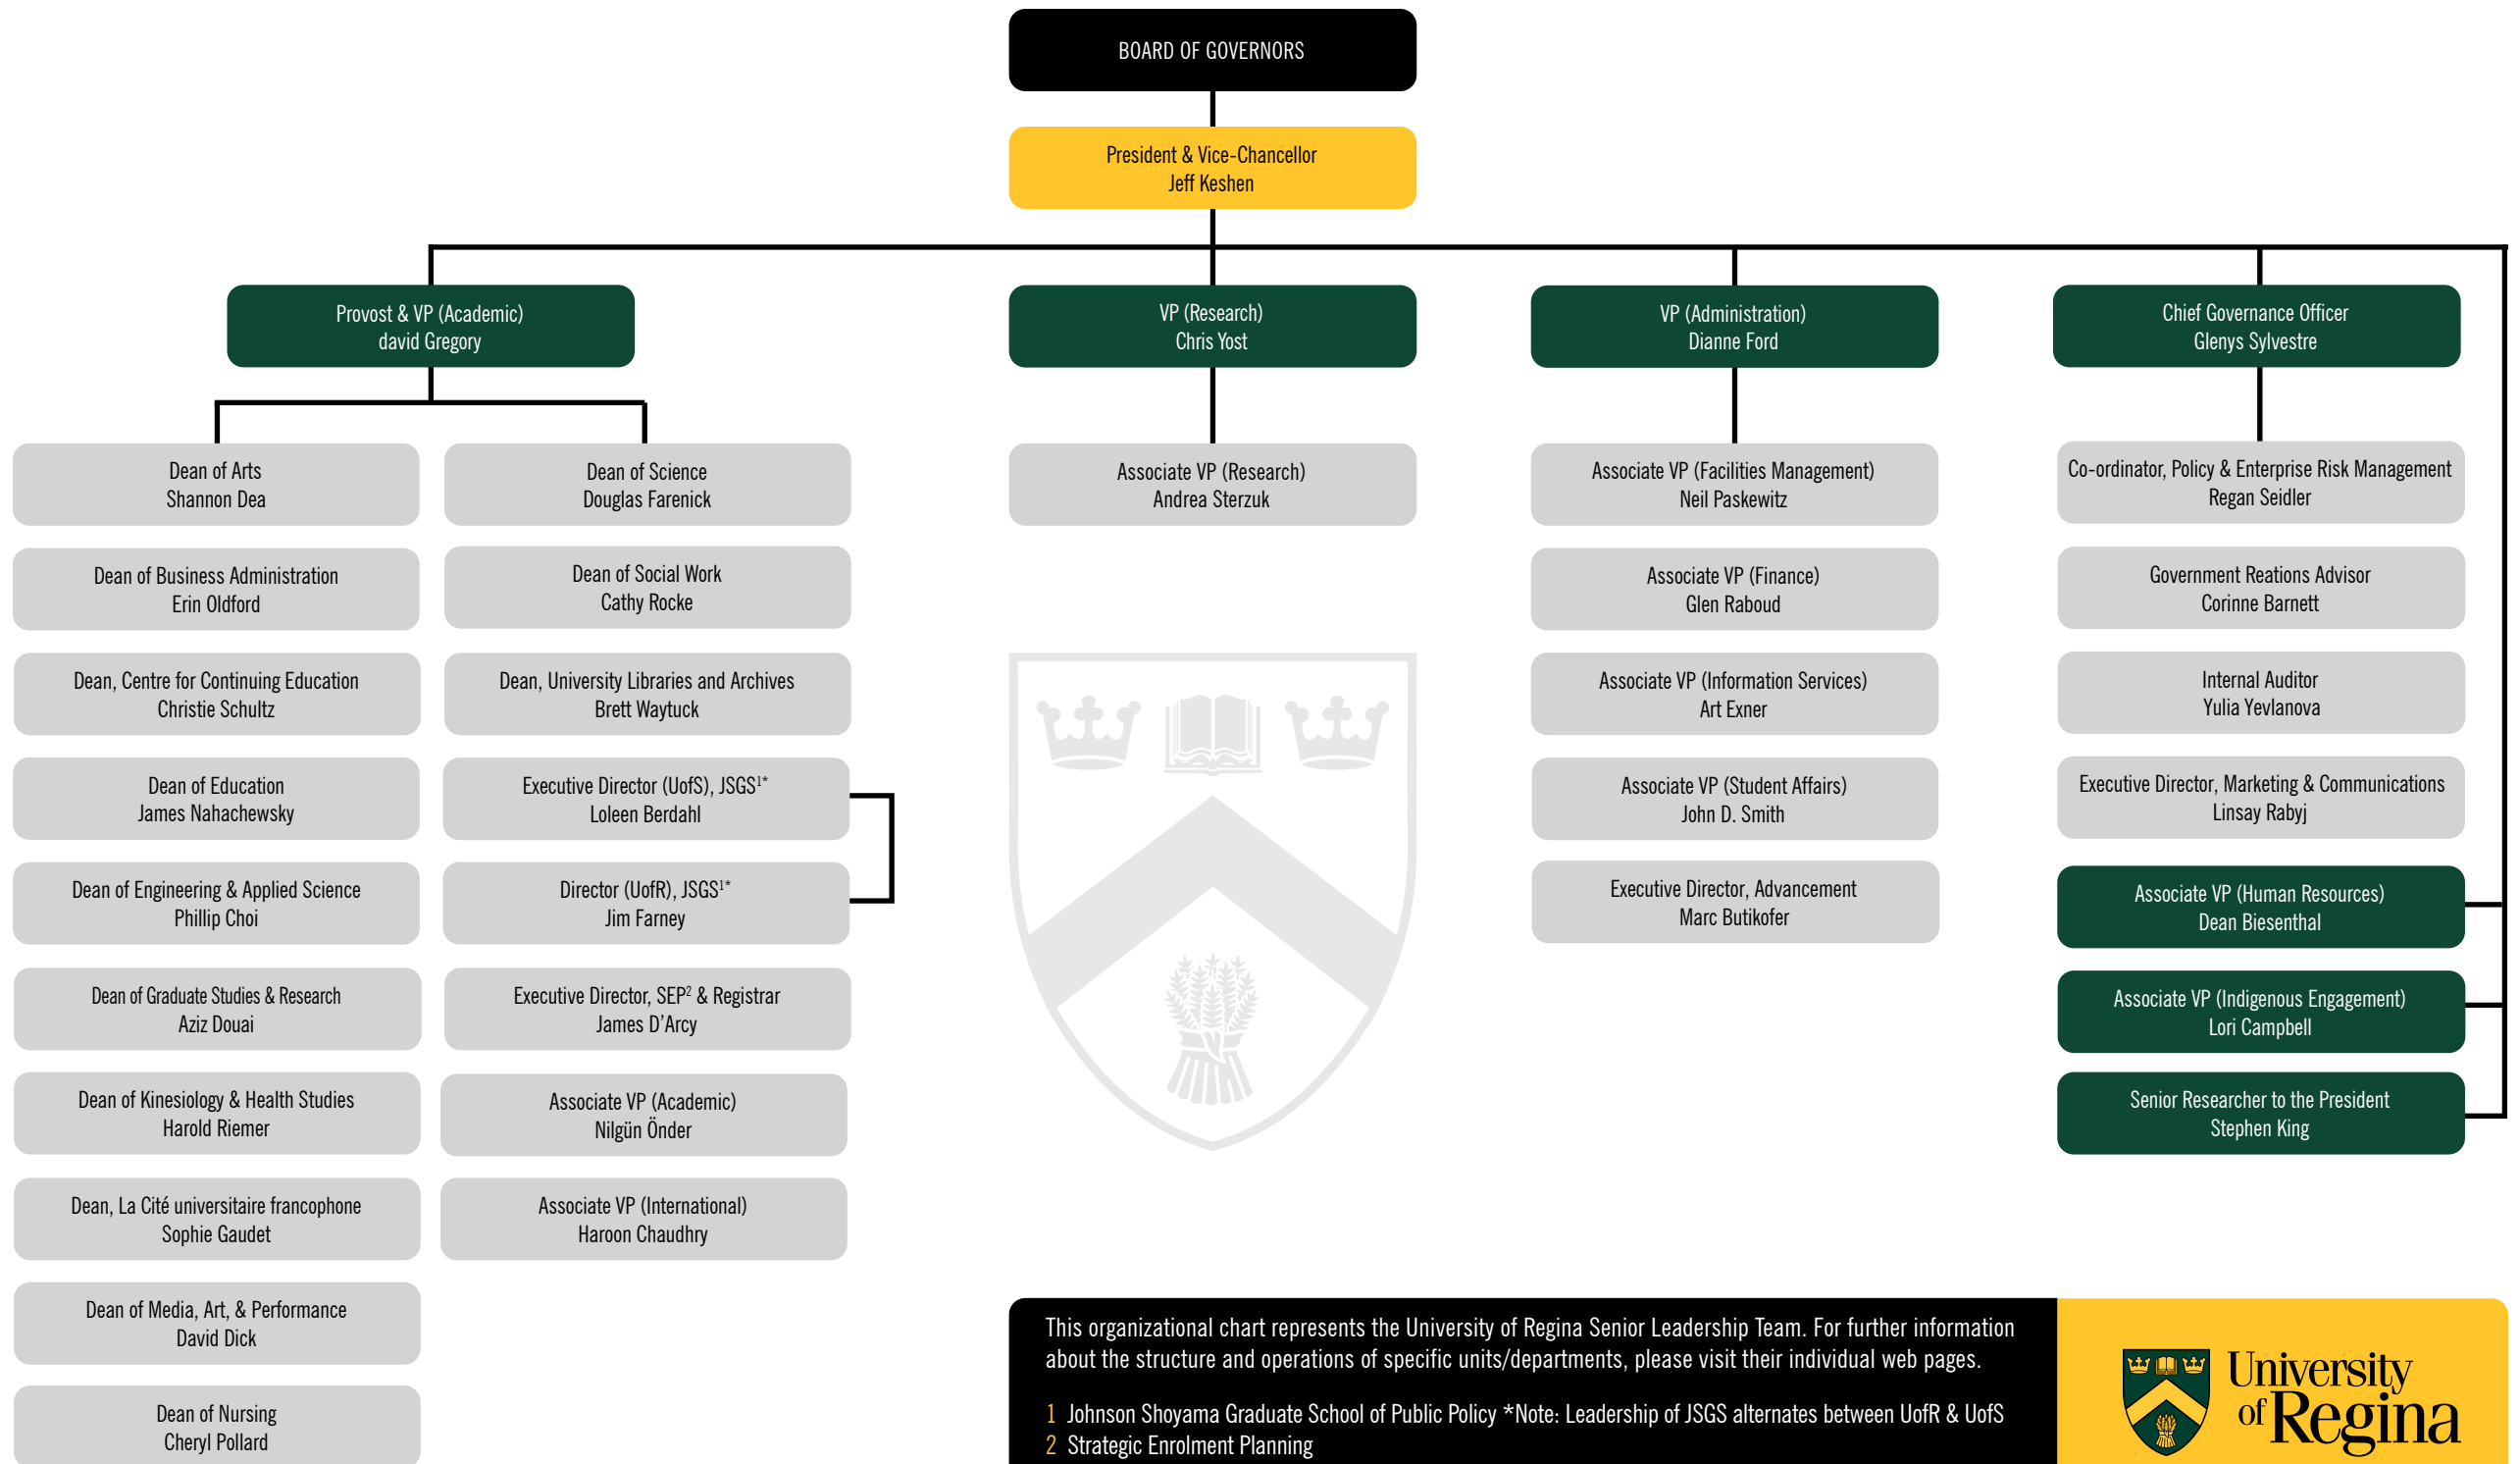 BOARD OF GOVERNORS
President & Vice-Chancellor
Jeff Keshen
Provost & VP (Academic)
david Gregory
VP (Research)
Chris Yost
VP (Administration)
Dianne Ford
Chief Governance Officer
Glenys Sylvestre
Dean of Arts
Shannon Dea
Dean of Business Administration
Erin Oldford
Dean, Centre for Continuing Education
Christie Schultz
Dean of Education
James Nahachewsky
Dean of Engineering & Applied Science
Phillip Choi
Dean of Graduate Studies & Research
Aziz Douai
Dean of Kinesiology & Health Studies
Harold Riemer
Dean, La Cité universitaire francophone
Sophie Gaudet
Dean of Media, Art, & Performance
David Dick
Dean of Nursing
Cheryl Pollard
Dean of Science
Douglas Farenick
Dean of Social Work
Cathy Rocke
Dean, University Libraries and Archives
Brett Waytuck
Executive Director (UofS), JSGS¹*
Loleen Berdahl
Director (UofR), JSGS¹*
Jim Farney
Executive Director, SEP² & Registrar
James D’Arcy
Associate VP (Academic)
Nilgün Önder
Associate VP (International)
Haroon Chaudhry
Associate VP (Research)
Andrea Sterzuk
Associate VP (Facilities Management)
Neil Paskewitz
Associate VP (Finance)
Glen Raboud
Associate VP (Information Services)
Art Exner
Associate VP (Student Affairs)
John D. Smith
Executive Director, Advancement
Marc Butikofer
Co-ordinator, Policy & Enterprise Risk Management
Regan Seidler
Government Reations Advisor
Corinne Barnett
Internal Auditor
Yulia Yevlanova
Executive Director, Marketing & Communications
Linsay Rabyj
Associate VP (Human Resources)
Dean Biesenthal
Associate VP (Indigenous Engagement)
Lori Campbell
Senior Researcher to the President
Stephen King
This organizational chart represents the University of Regina Senior Leadership Team. For further information
about the structure and operations of specific units/departments, please visit their individual web pages.
1 Johnson Shoyama Graduate School of Public Policy *Note: Leadership of JSGS alternates between UofR & UofS
2 Strategic Enrolment Planning
University
of Regina